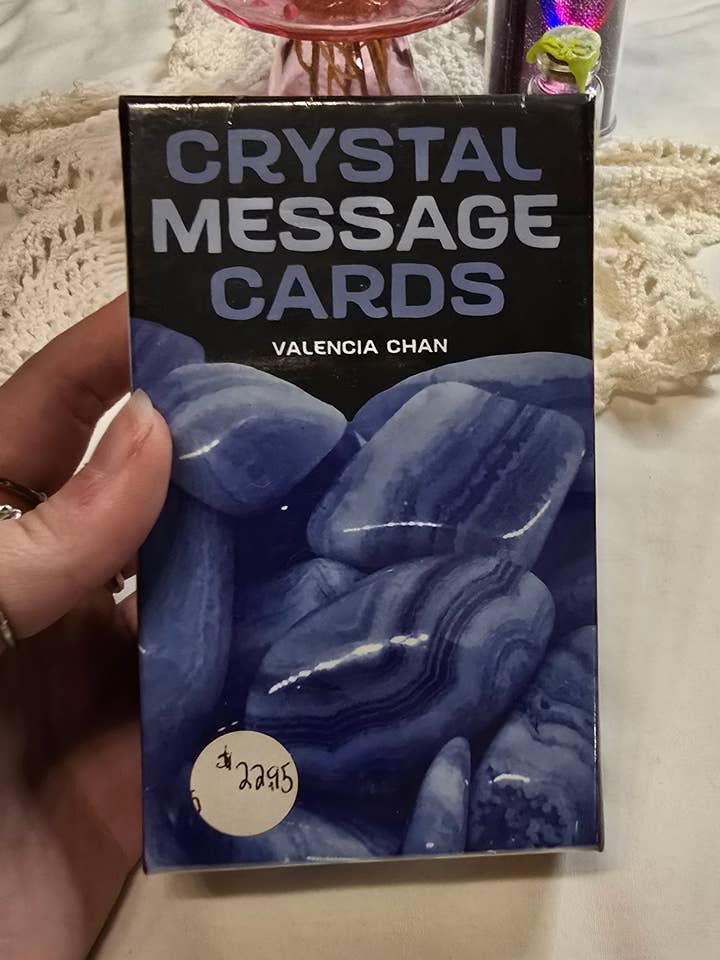 CRYSTAL
MESSAGE
CARDS
VALENCIA CHAN
$22.95